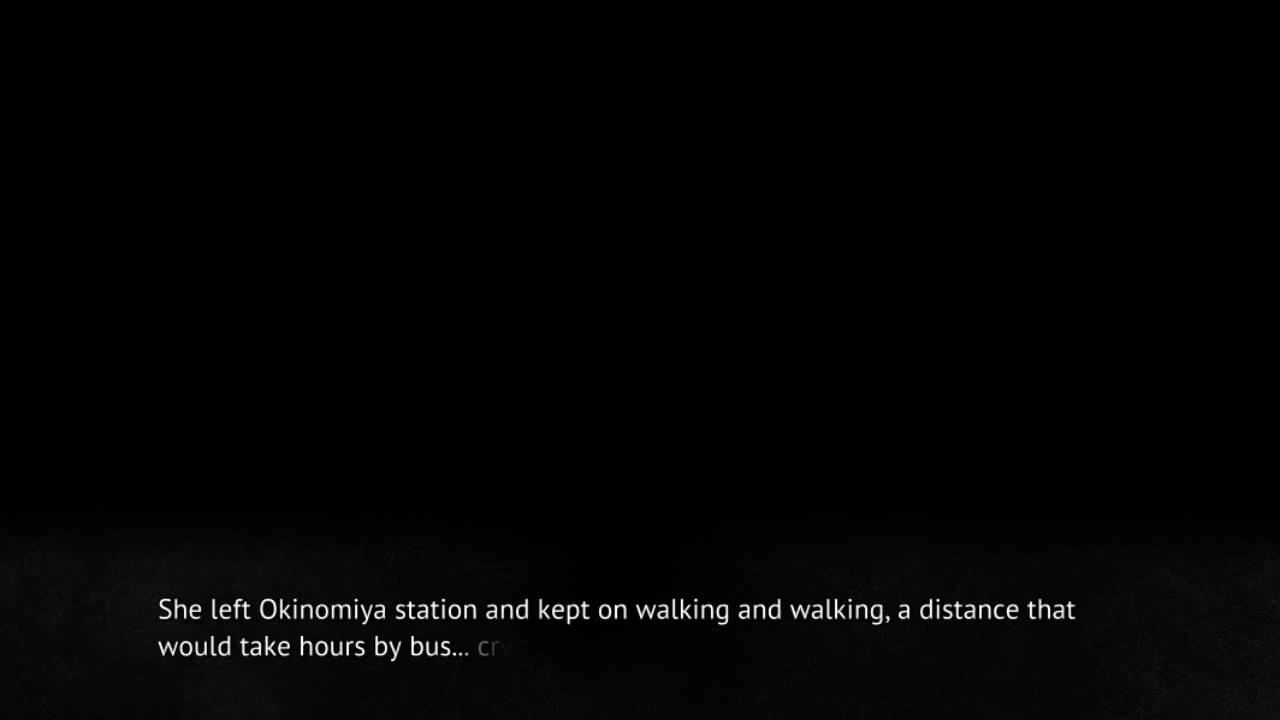 She left Okinomiya station and kept on walking and walking, a distance that
would take hours by bus...